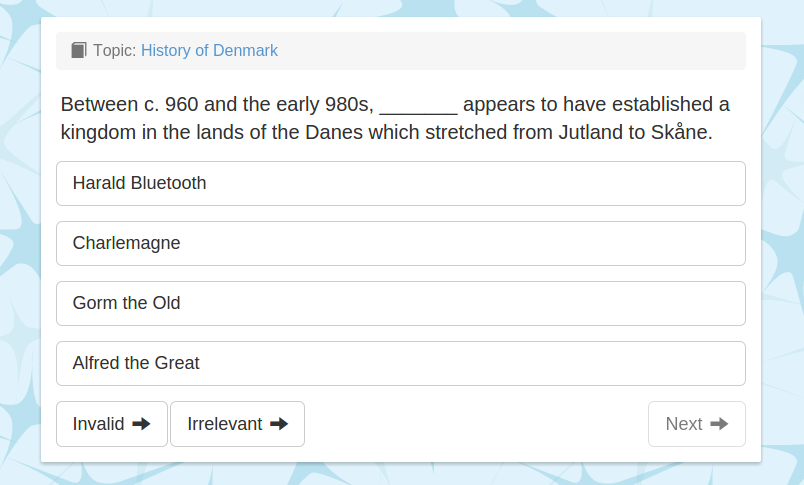 Topic: History of Denmark
Between c. 960 and the early 980s, _______ appears to have established a
kingdom in the lands of the Danes which stretched from Jutland to Skåne.
Harald Bluetooth
Charlemagne
Gorm the Old
Alfred the Great
Invalid Irrelevant Next